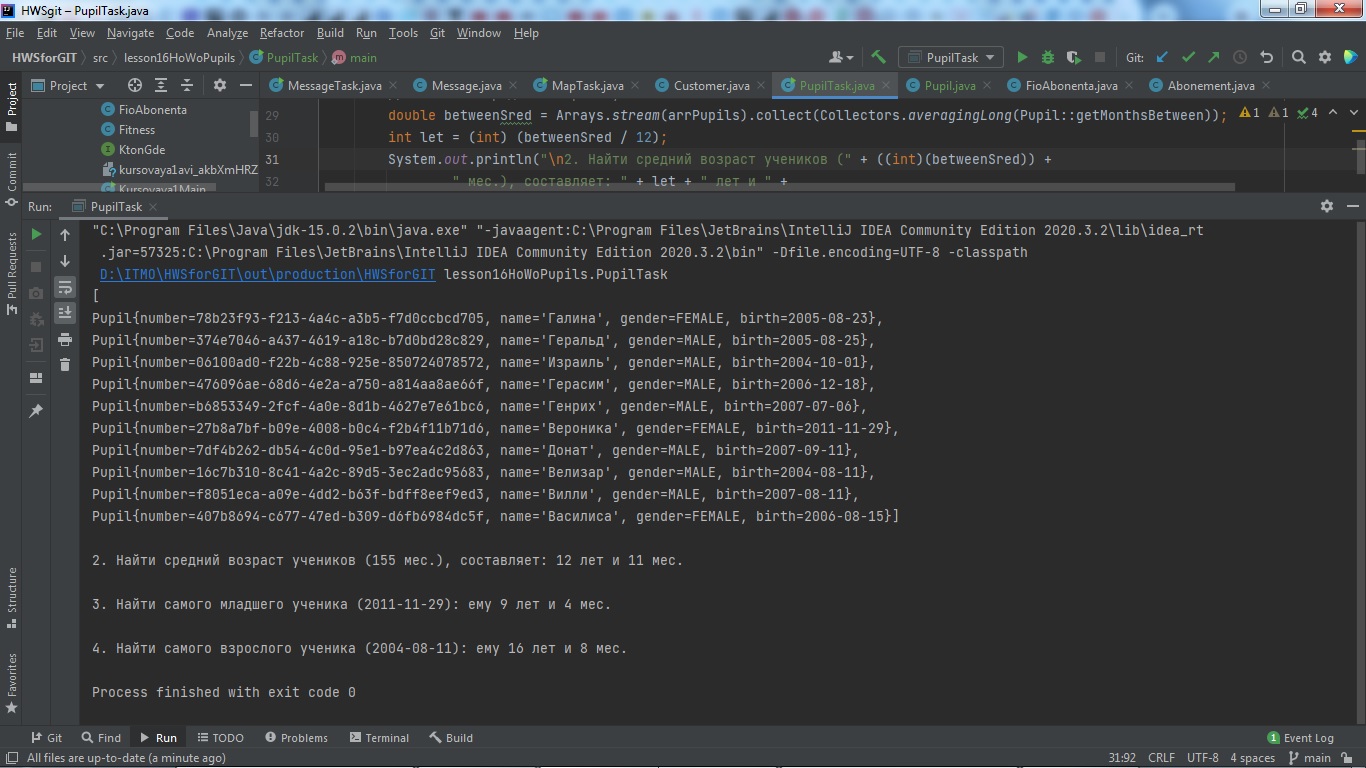 HWSgit – PupilTask.java
File Edit View Navigate Code Analyze Refactor Build Run Tools Git Window Help
HWSforGIT src lesson16HoWoPupils PupilTask main PupilTask Git:
Project MessageTask.java Message.java MapTask.java Customer.java PupilTask.java Pupil.java FioAbonenta.java Abonement.java
Project
Commit
Pull Requests
Structure
Favorites
FioAbonenta
Fitness
KtonGde
kursovaya1avi_akbXmHRZ
Kursovaya1Main
29 double betweenSred = Arrays.stream(arrPupils).collect(Collectors.averagingLong(Pupil::getMonthsBetween)); 1 1 4
30 int let = (int) (betweenSred / 12);
31 System.out.println("\n2. Найти средний возраст учеников (" + ((int)(betweenSred)) +
32 " мес.), составляет: " + let + " лет и " +
Run: PupilTask
"C:\Program Files\Java\jdk-15.0.2\bin\java.exe" "-javaagent:C:\Program Files\JetBrains\IntelliJ IDEA Community Edition 2020.3.2\lib\idea_rt
.jar=57325:C:\Program Files\JetBrains\IntelliJ IDEA Community Edition 2020.3.2\bin" -Dfile.encoding=UTF-8 -classpath
D:\ITMO\HWSforGIT\out\production\HWSforGIT lesson16HoWoPupils.PupilTask
[
Pupil{number=78b23f93-f213-4a4c-a3b5-f7d0ccbcd705, name='Галина', gender=FEMALE, birth=2005-08-23},
Pupil{number=374e7046-a437-4619-a18c-b7d0bd28c829, name='Геральд', gender=MALE, birth=2005-08-25},
Pupil{number=06100ad0-f22b-4c88-925e-850724078572, name='Израиль', gender=MALE, birth=2004-10-01},
Pupil{number=476096ae-68d6-4e2a-a750-a814aa8ae66f, name='Герасим', gender=MALE, birth=2006-12-18},
Pupil{number=b6853349-2fcf-4a0e-8d1b-4627e7e61bc6, name='Генрих', gender=MALE, birth=2007-07-06},
Pupil{number=27b8a7bf-b09e-4008-b0c4-f2b4f11b71d6, name='Вероника', gender=FEMALE, birth=2011-11-29},
Pupil{number=7df4b262-db54-4c0d-95e1-b97ea4c2d863, name='Донат', gender=MALE, birth=2007-09-11},
Pupil{number=16c7b310-8c41-4a2c-89d5-3ec2adc95683, name='Велизар', gender=MALE, birth=2004-08-11},
Pupil{number=f8051eca-a09e-4dd2-b63f-bdff8eef9ed3, name='Вилли', gender=MALE, birth=2007-08-11},
Pupil{number=407b8694-c677-47ed-b309-d6fb6984dc5f, name='Василиса', gender=FEMALE, birth=2006-08-15}]
2. Найти средний возраст учеников (155 мес.), составляет: 12 лет и 11 мес.
3. Найти самого младшего ученика (2011-11-29): ему 9 лет и 4 мес.
4. Найти самого взрослого ученика (2004-08-11): ему 16 лет и 8 мес.
Process finished with exit code 0
Git Find Run TODO Problems Terminal Build 1 Event Log
All files are up-to-date (a minute ago) 31:92 CRLF UTF-8 4 spaces main